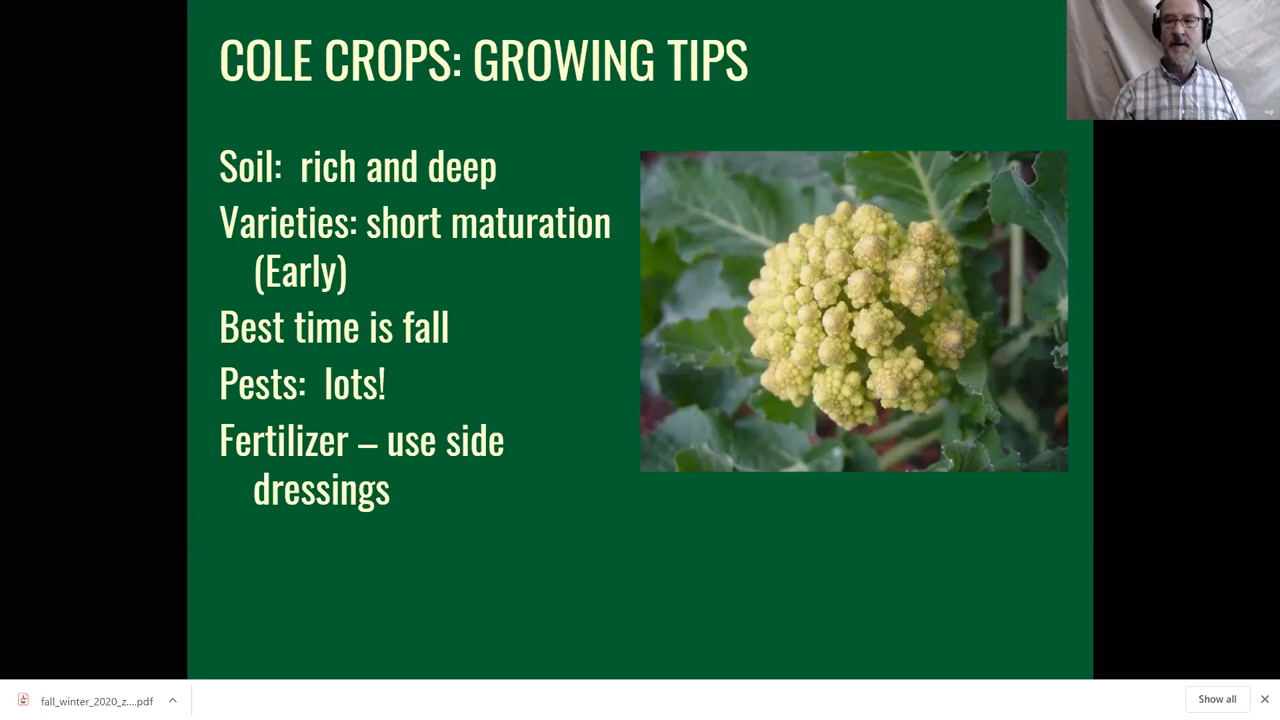 COLE CROPS: GROWING TIPS
Soil:  rich and deep
Varieties: short maturation
(Early)
Best time is fall
Pests:  lots!
Fertilizer – use side
dressings
fall_winter_2020_z....pdf
Show all